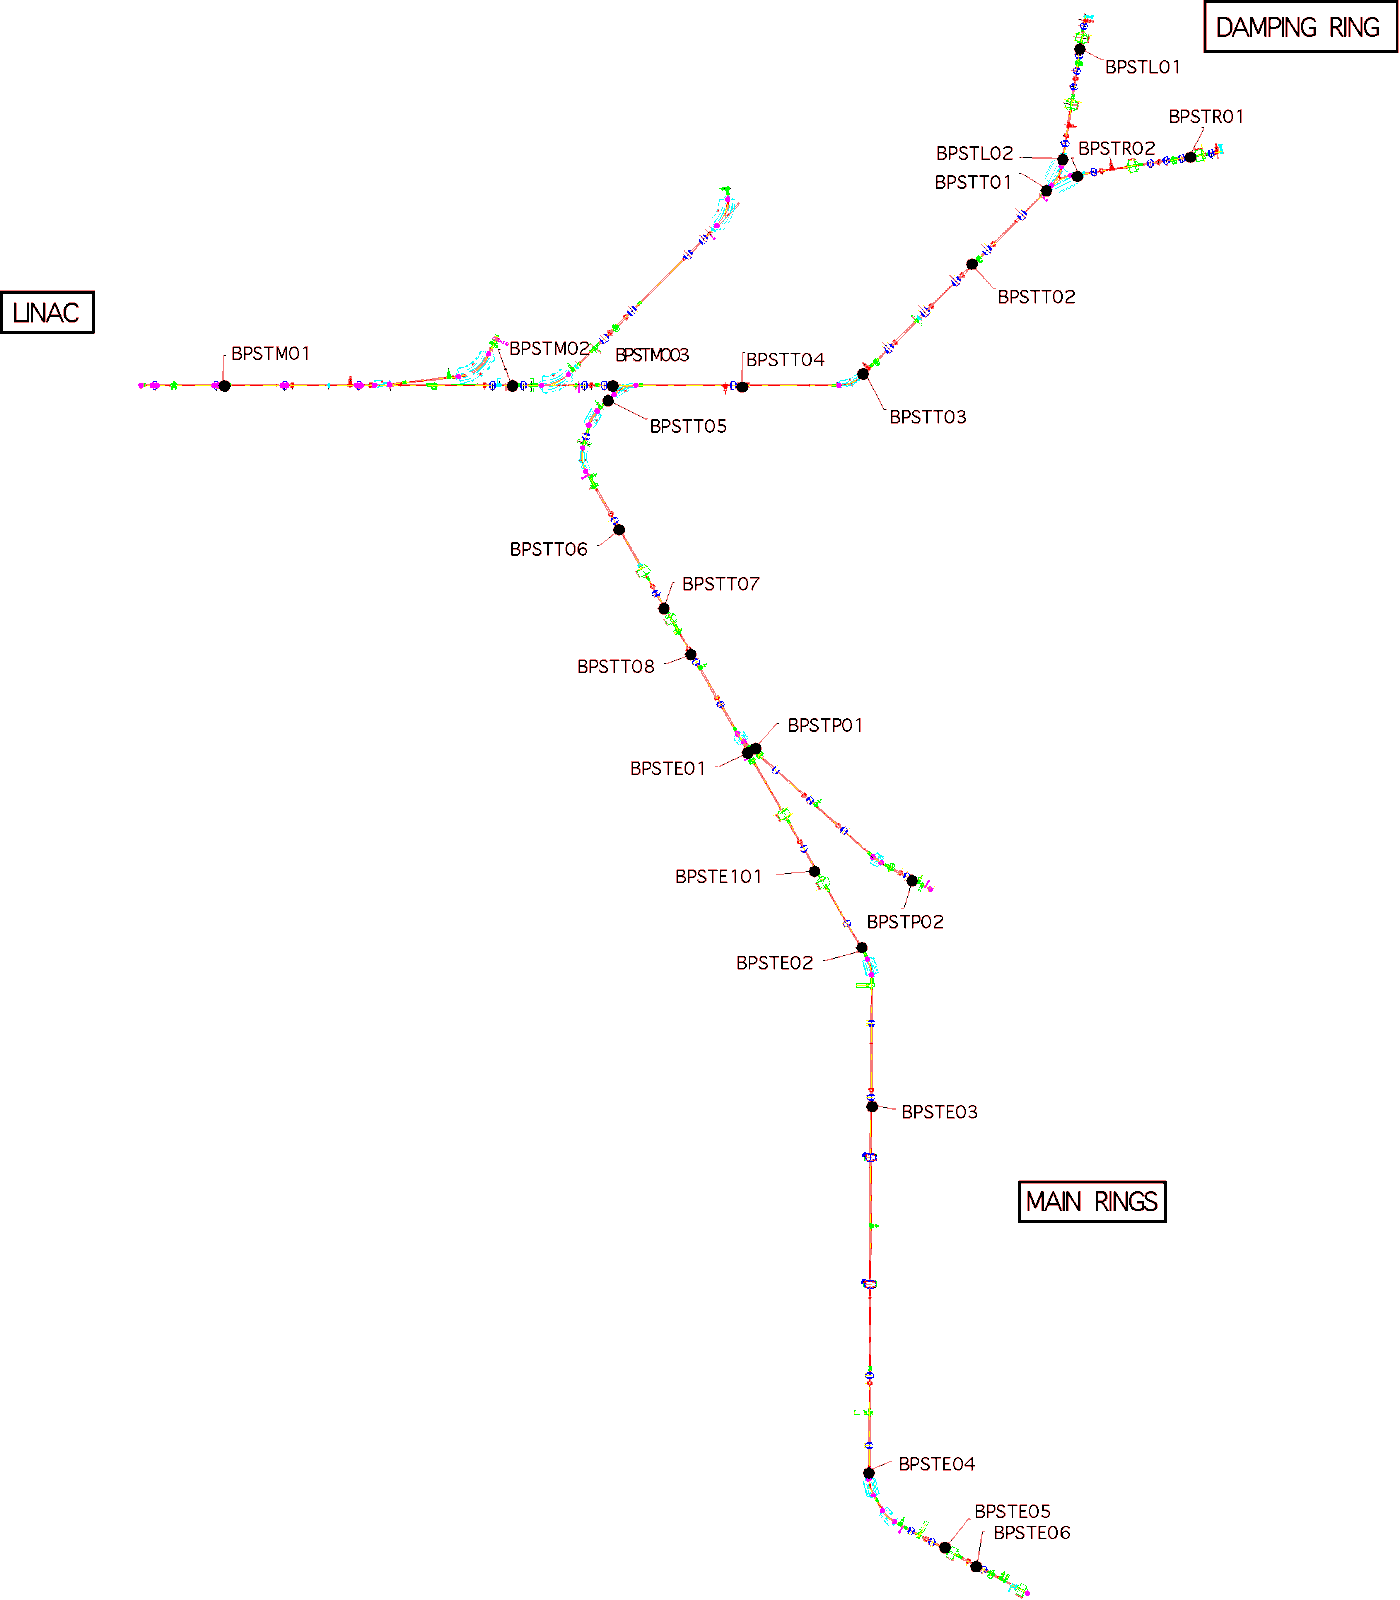 DAMPING RING
BPSTL01
BPSTR01
BPSTL02
BPSTR02
BPSTT01
BPSTT02
LINAC
BPSTM01
BPSTM02
BPSTM003
BPSTT04
BPSTT03
BPSTT05
BPSTT06
BPSTT07
BPSTT08
BPSTP01
BPSTE01
BPSTE101
BPSTP02
BPSTE02
BPSTE03
MAIN RINGS
BPSTE04
BPSTE05
BPSTE06